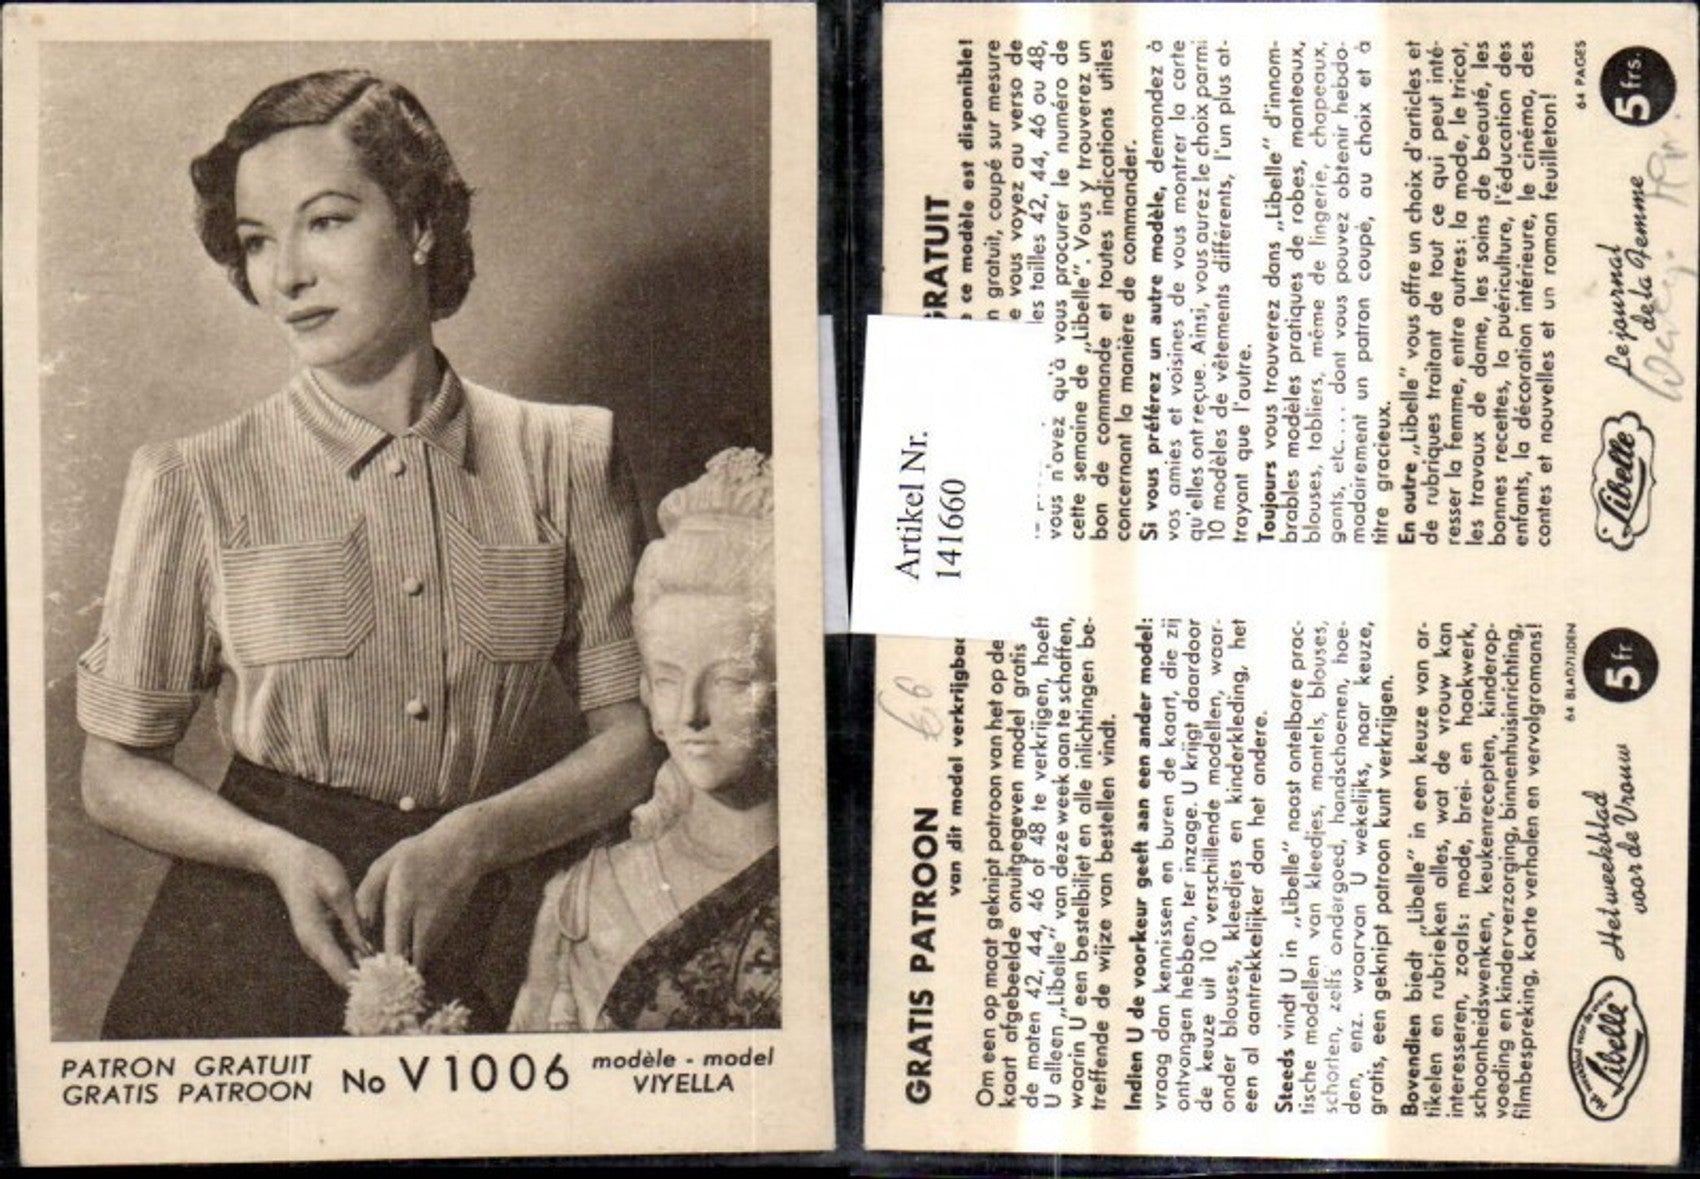 PATRON GRATUIT
GRATIS PATROON
No V 1006
modèle - model
VIYELLA
Artikel Nr.
141660
GRATIS PATROON
van dit model
Om een op maat geknipt patroon van het op de
kaart afgebeelde onuitgegeven model gratis
de maten 42, 44, 46 of 48 te verkrijgen, hoeft
U alleen „Libelle" van deze week aan te schaffen,
waarin U een bestelbiljet en alle inlichtingen be-
treffende de wijze van bestellen vindt.
Indien U de voorkeur geeft aan een ander model:
vraag dan kennissen en buren de kaart, die zij
ontvangen hebben, ter inzage. U krijgt daardoor
de keuze uit 10 verschillende modellen, waar-
onder blouses, kleedjes en kinderkleding, het
een al aantrekkelijker dan het andere.
Steeds vindt U in „Libelle" naast ontelbare prac-
tische modellen van kleedjes, mantels, blouses,
schorten, zelfs ondergoed, handschoenen, hoe-
den, enz. waarvan U wekelijks, naar keuze,
gratis, een geknipt patroon kunt verkrijgen.
Bovendien biedt „Libelle" in een keuze van ar-
tikelen en rubrieken alles, wat de vrouw kan
interesseren, zoals: mode, brei- en haakwerk,
schoonheidswenken, keukenrecepten, kinderop-
voeding en kinderverzorging, binnenhuisinrichting,
filmbespreking, korte verhalen en vervolgromans!
64 BLADZIJDEN
Libelle
Het weekblad
voor de Vrouw
5 fr
GRATUIT
ce modèle est disponible!
gratuit, coupé sur mesure
vous voyez au verso de
les tailles 42, 44, 46 ou 48,
vous n'avez qu'à vous procurer le numéro de
cette semaine de „Libelle". Vous y trouverez un
bon de commande et toutes indications utiles
concernant la manière de commander.
Si vous préférez un autre modèle, demandez à
vos amies et voisines de vous montrer la carte
qu'elles ont reçue. Ainsi, vous aurez le choix parmi
10 modèles de vêtements différents, l'un plus at-
trayant que l'autre.
Toujours vous trouverez dans „Libelle" d'innom-
brables modèles pratiques de robes, manteaux,
blouses, tabliers, même de lingerie, chapeaux,
gants, etc.... dont vous pouvez obtenir hebdo-
madairement un patron coupé, au choix et à
titre gracieux.
En outre „Libelle" vous offre un choix d'articles et
de rubriques traitant de tout ce qui peut inté-
resser la femme, entre autres: la mode, le tricot,
les travaux de dame, les soins de beauté, les
bonnes recettes, la puériculture, l'éducation des
enfants, la décoration intérieure, le cinéma, des
contes et nouvelles et un roman feuilleton!
64 PAGES
Libelle
Le journal
de la Femme
5 frs.